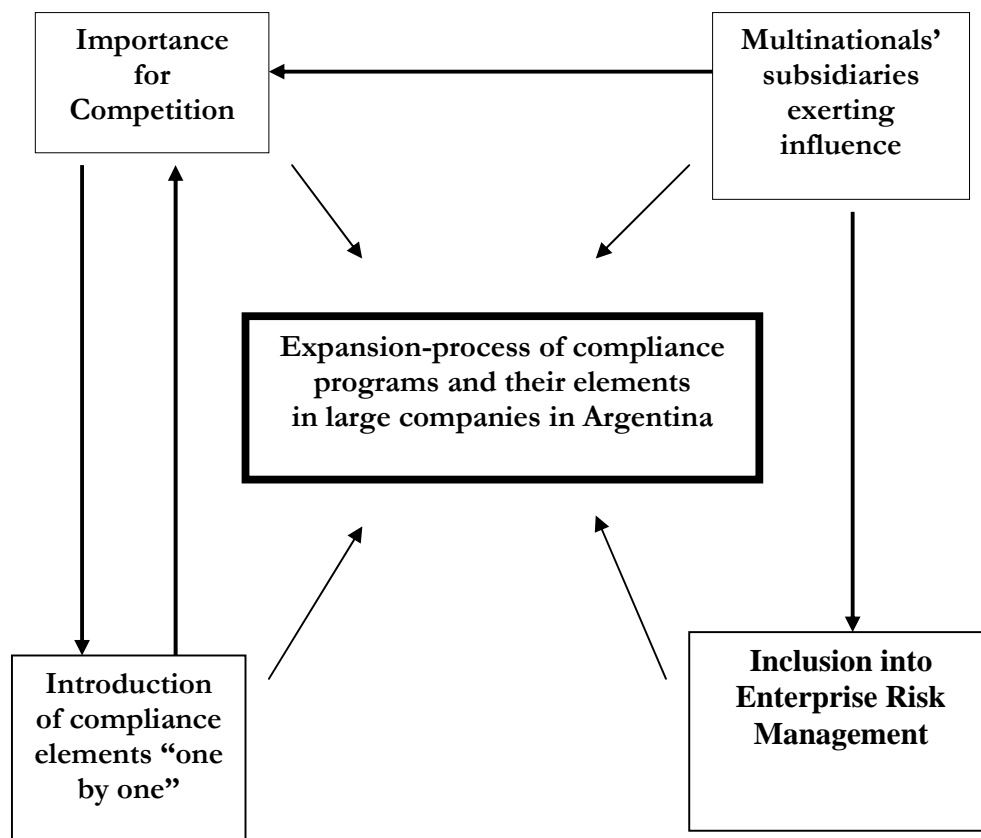 Importance
for
Competition
Multinationals’
subsidiaries
exerting
influence
Expansion-process of compliance
programs and their elements
in large companies in Argentina
Introduction
of compliance
elements “one
by one”
Inclusion into
Enterprise Risk
Management